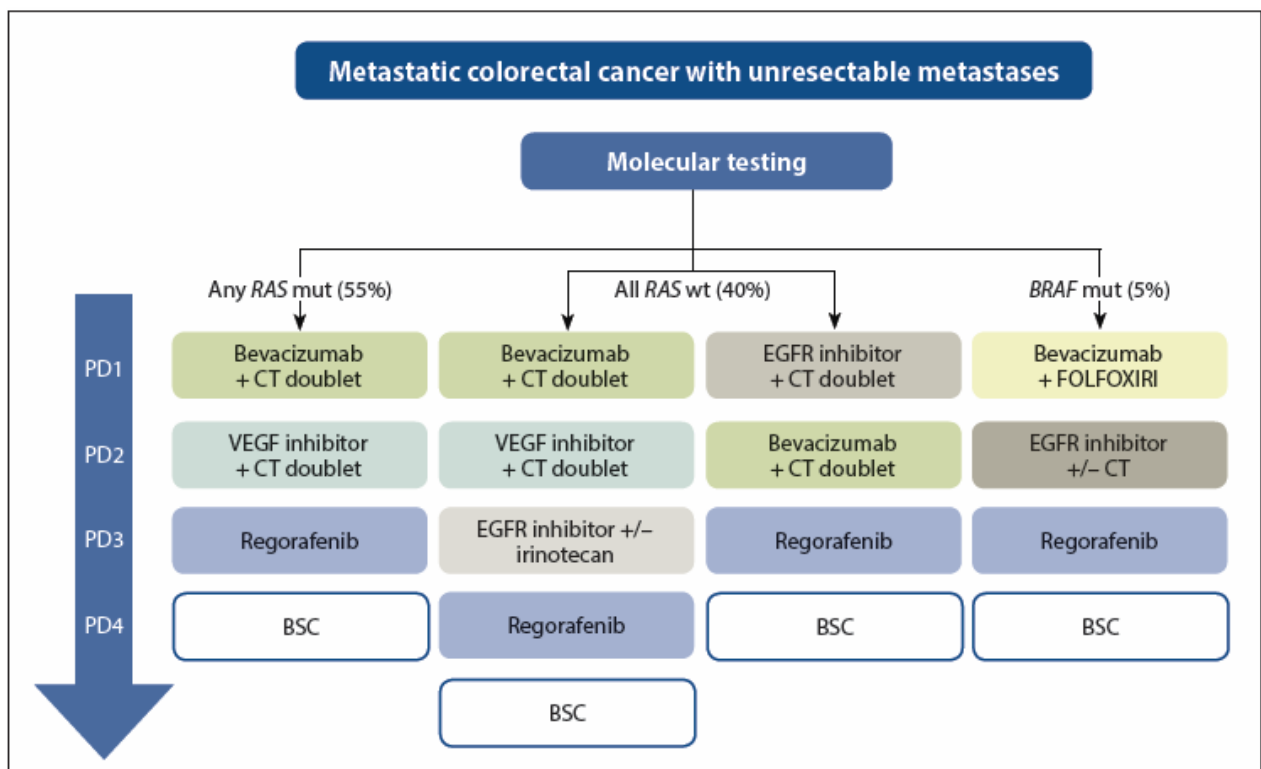 Metastatic colorectal cancer with unresectable metastases
Molecular testing
Any RAS mut (55%)
All RAS wt (40%)
BRAF mut (5%)
PD1
Bevacizumab
+ CT doublet
Bevacizumab
+ CT doublet
EGFR inhibitor
+ CT doublet
Bevacizumab
+ FOLFOXIRI
PD2
VEGF inhibitor
+ CT doublet
VEGF inhibitor
+ CT doublet
Bevacizumab
+ CT doublet
EGFR inhibitor
+/– CT
PD3
Regorafenib
EGFR inhibitor +/–
irinotecan
Regorafenib
Regorafenib
PD4
BSC
Regorafenib
BSC
BSC
BSC